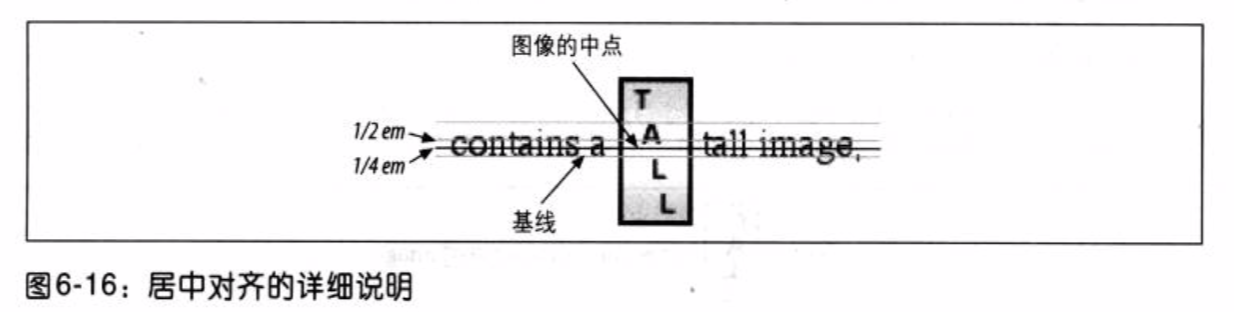 图像的中点
T
A
L
L
1/2 em
contains a tall image,
1/4 em
基线
图6-16：居中对齐的详细说明